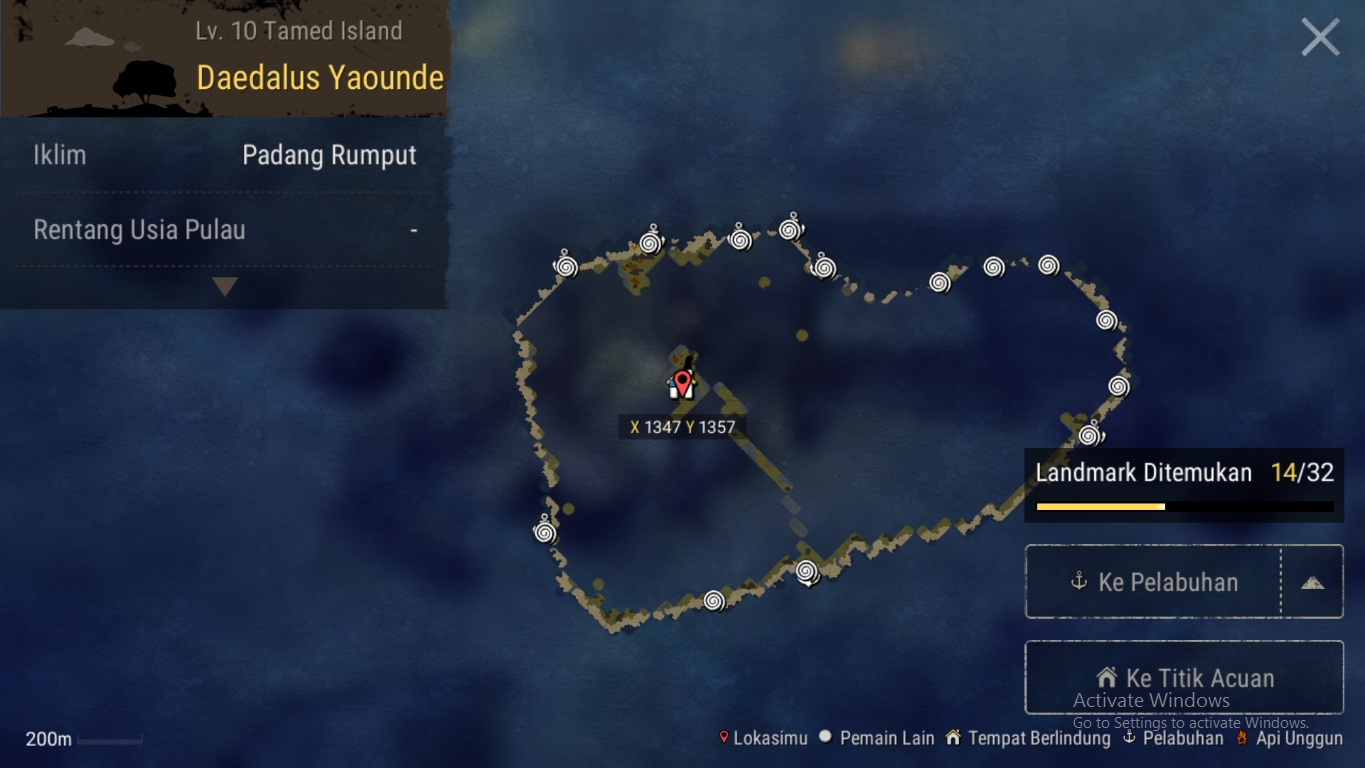 Lv. 10 Tamed Island
Daedalus Yaounde
Iklim Padang Rumput
Rentang Usia Pulau -
X 1347 Y 1357
Landmark Ditemukan 14/32
Ke Pelabuhan
Ke Titik Acuan
Activate Windows
Go to Settings to activate Windows.
200m Lokasimu Pemain Lain Tempat Berlindung Pelabuhan Api Unggun